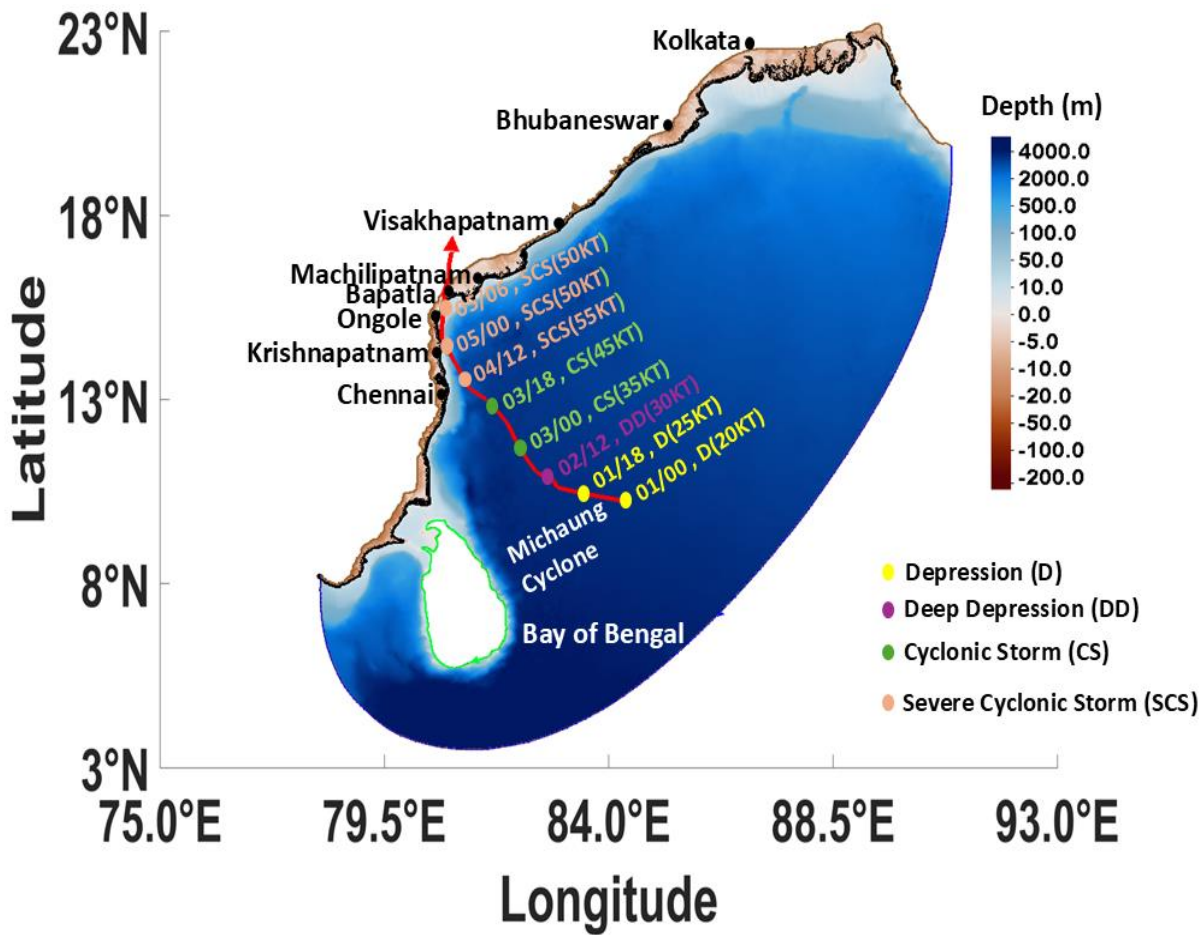 23°N
18°N
13°N
8°N
3°N
Latitude
Kolkata
Bhubaneswar
Visakhapatnam
Machilipatnam
Bapatla
Ongole
Krishnapatnam
Chennai
05/06 , SCS(50KT)
05/00 , SCS(50KT)
04/12 , SCS(55KT)
03/18 , CS(45KT)
03/00 , CS(35KT)
02/12 , DD(30KT)
01/18 , D(25KT)
01/00 , D(20KT)
Michaung
Cyclone
Bay of Bengal
Depth (m)
4000.0
2000.0
500.0
100.0
50.0
10.0
0.0
-5.0
-10.0
-20.0
-50.0
-100.0
-200.0
Depression (D)
Deep Depression (DD)
Cyclonic Storm (CS)
Severe Cyclonic Storm (SCS)
75.0°E
79.5°E
84.0°E
88.5°E
93.0°E
Longitude